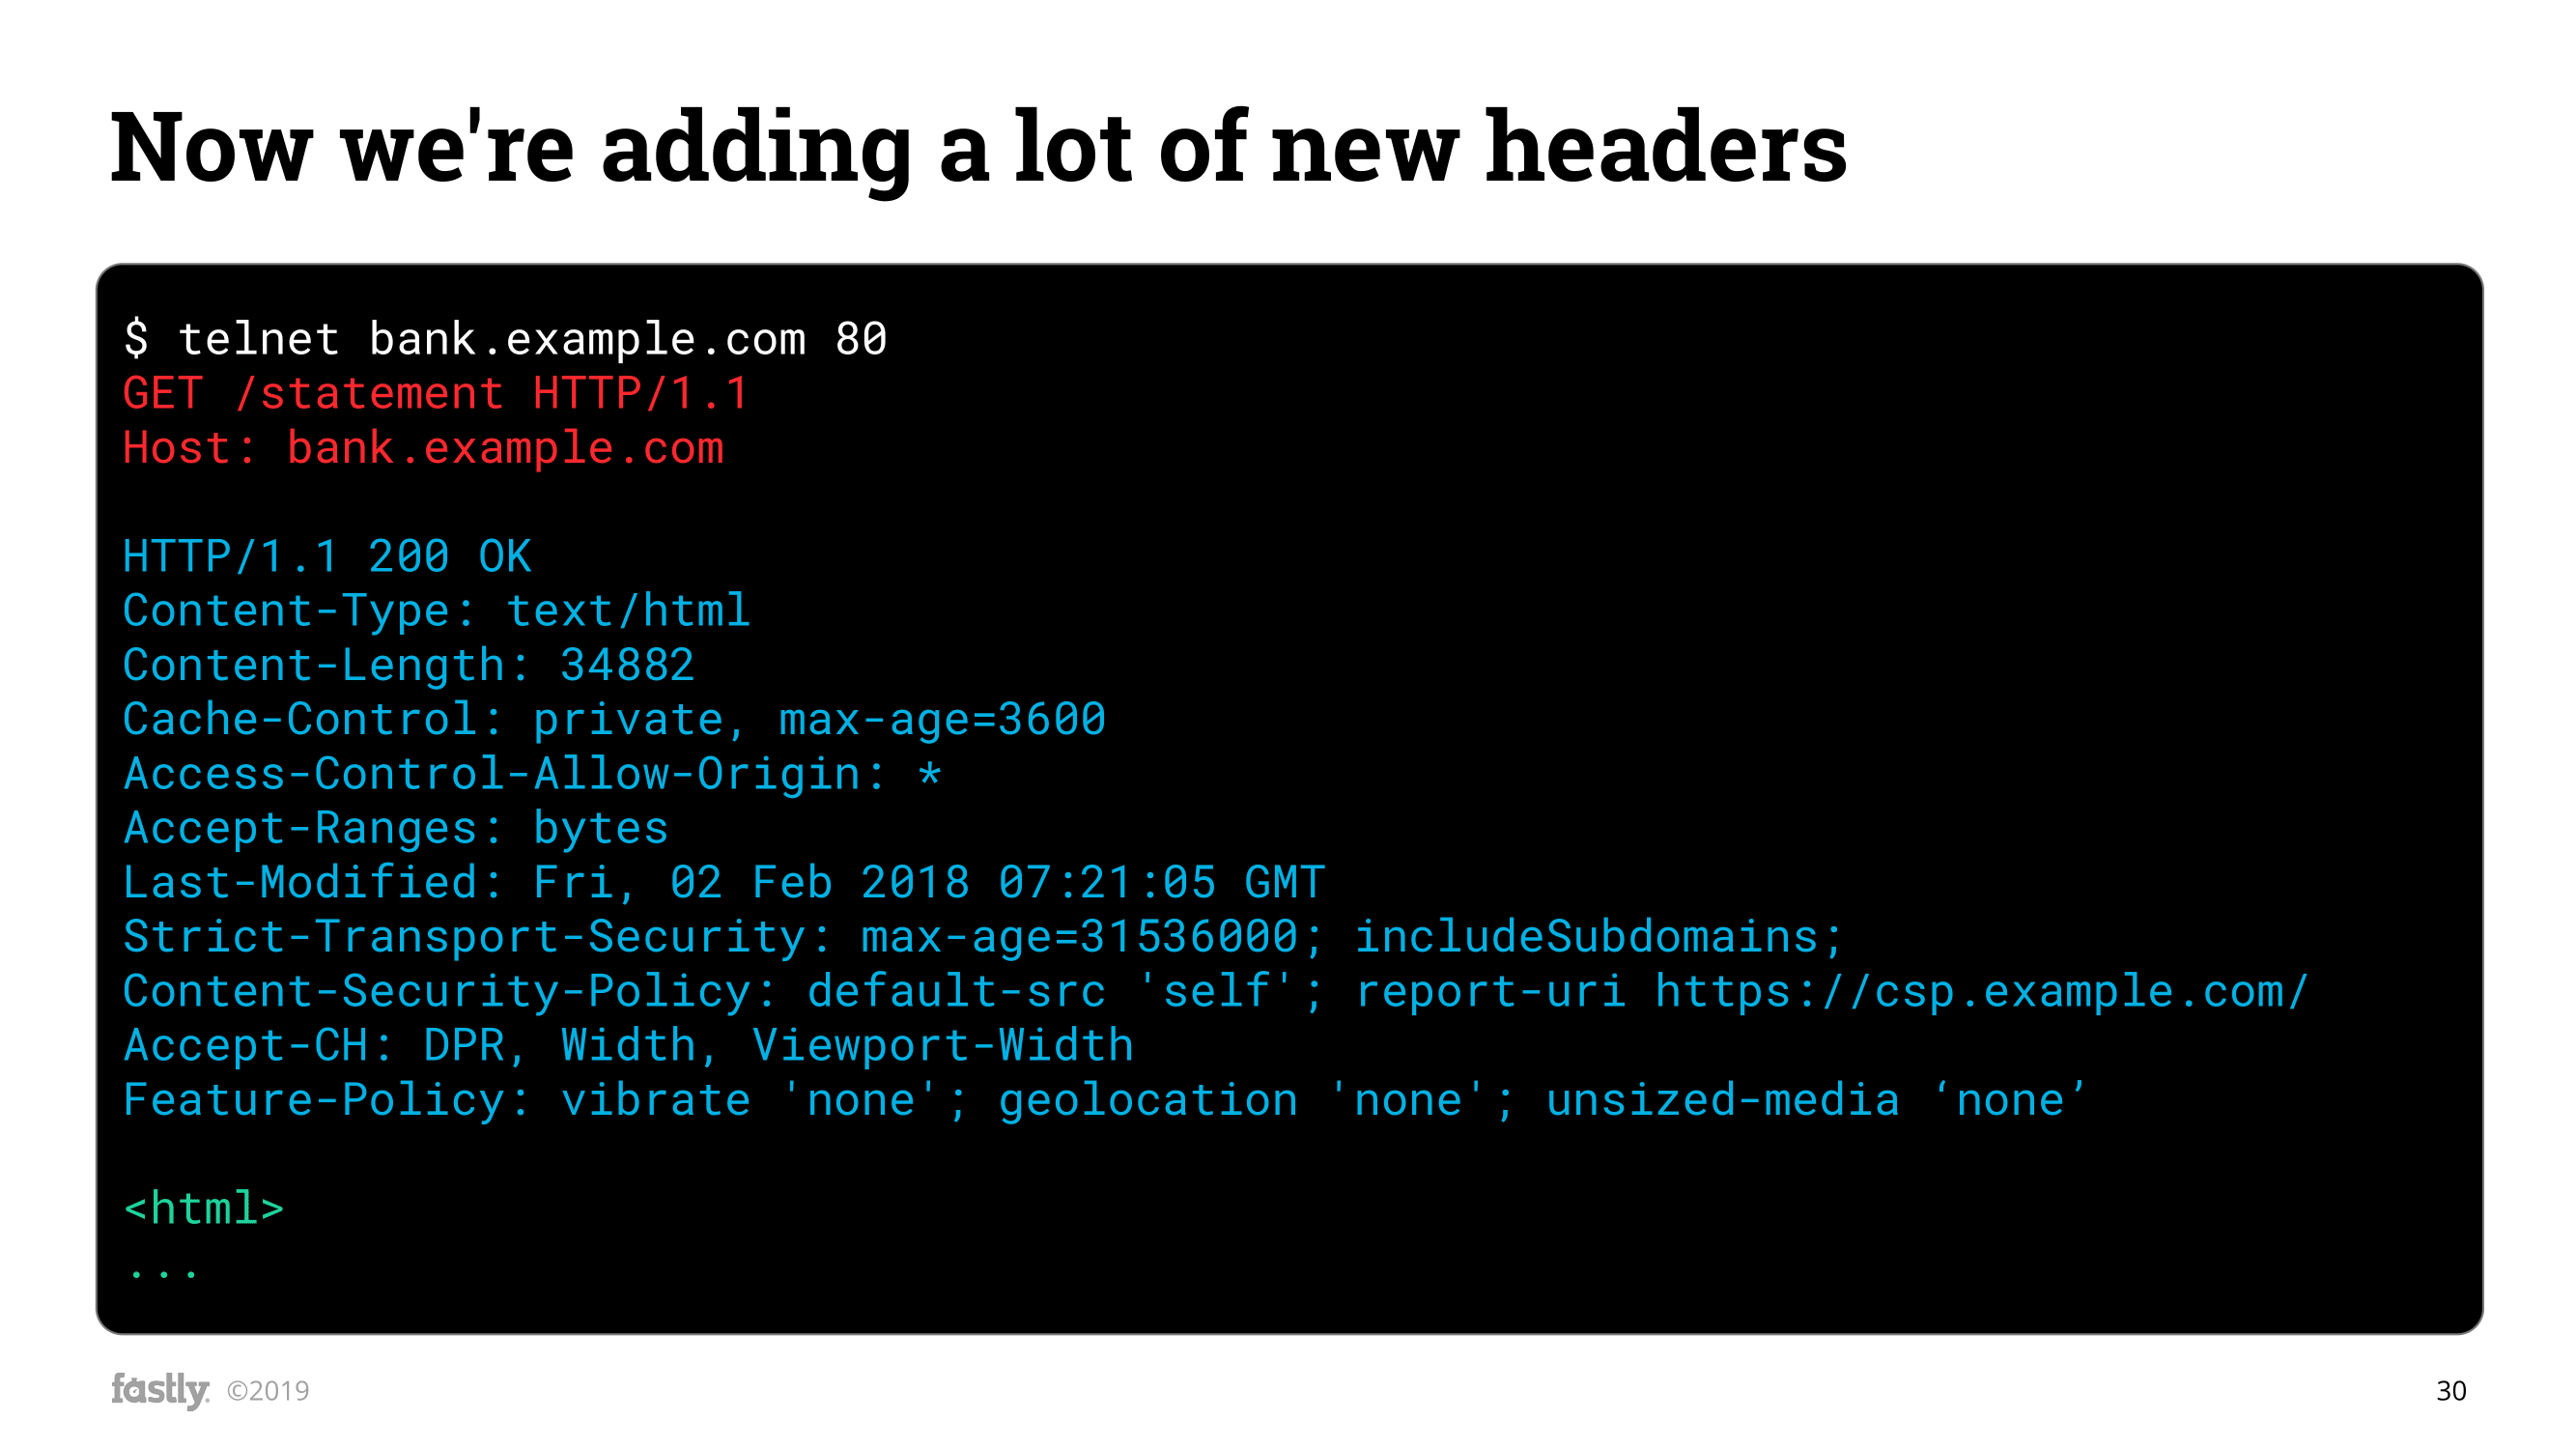 Now we're adding a lot of new headers
$ telnet bank.example.com 80
GET /statement HTTP/1.1
Host: bank.example.com
HTTP/1.1 200 OK
Content-Type: text/html
Content-Length: 34882
Cache-Control: private, max-age=3600
Access-Control-Allow-Origin: *
Accept-Ranges: bytes
Last-Modified: Fri, 02 Feb 2018 07:21:05 GMT
Strict-Transport-Security: max-age=31536000; includeSubdomains;
Content-Security-Policy: default-src 'self'; report-uri https://csp.example.com/
Accept-CH: DPR, Width, Viewport-Width
Feature-Policy: vibrate 'none'; geolocation 'none'; unsized-media ‘none’
<html>
...
fastly. ©2019
30